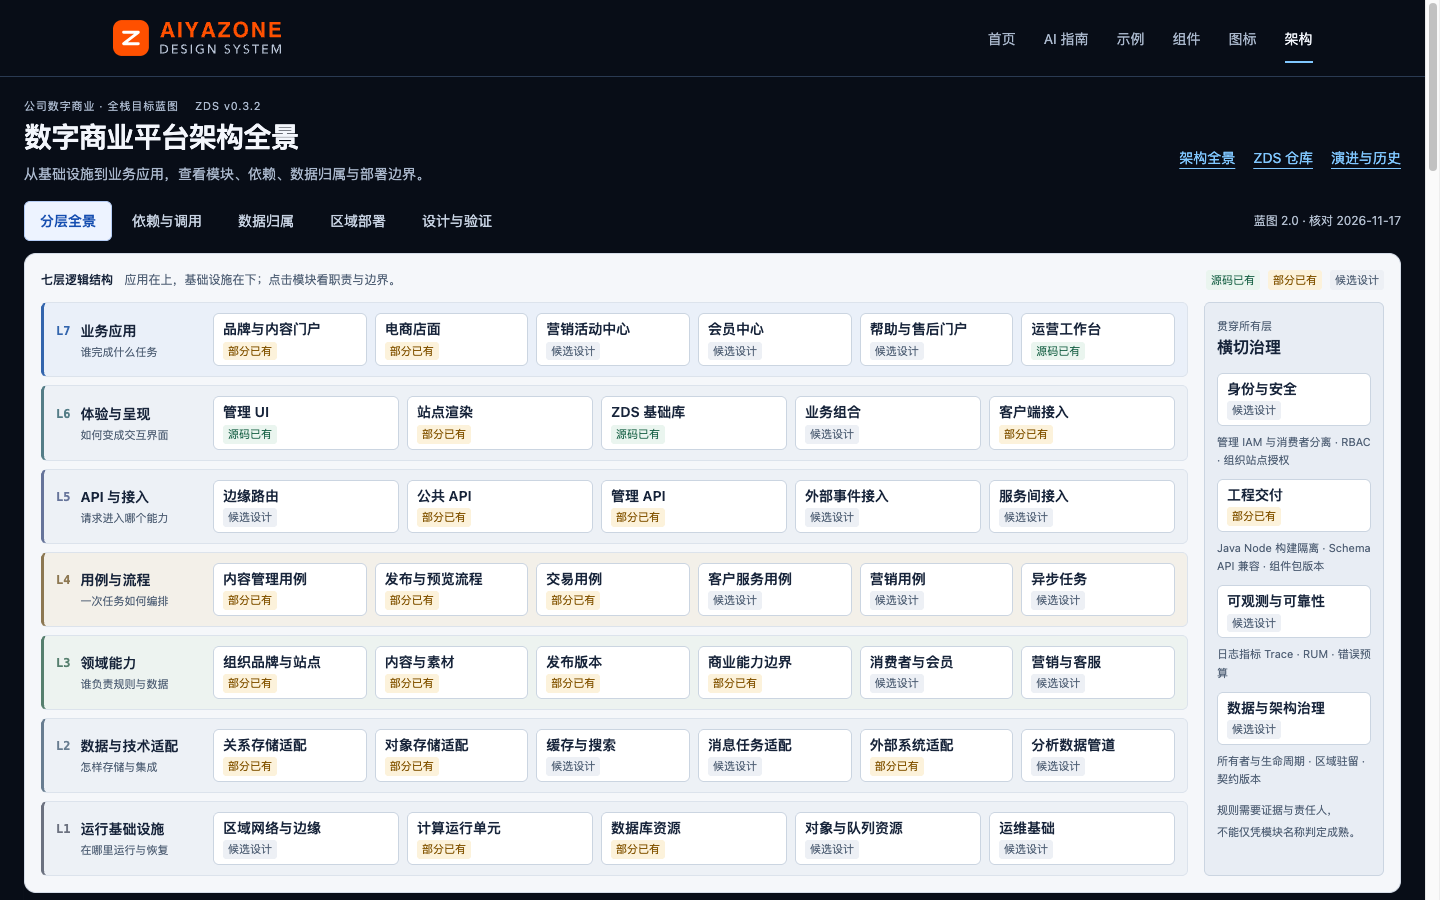 AIYAZONE
DESIGN SYSTEM
首页
AI 指南
示例
组件
图标
架构
公司数字商业 · 全栈目标蓝图 ZDS v0.3.2
数字商业平台架构全景
从基础设施到业务应用，查看模块、依赖、数据归属与部署边界。
架构全景
ZDS 仓库
演进与历史
分层全景
依赖与调用
数据归属
区域部署
设计与验证
蓝图 2.0 · 核对 2026-11-17
七层逻辑结构 应用在上，基础设施在下；点击模块看职责与边界。
源码已有
部分已有
候选设计
L7 业务应用
谁完成什么任务
品牌与内容门户
部分已有
电商店面
部分已有
营销活动中心
候选设计
会员中心
候选设计
帮助与售后门户
候选设计
运营工作台
源码已有
L6 体验与呈现
如何变成交互界面
管理 UI
源码已有
站点渲染
部分已有
ZDS 基础库
源码已有
业务组合
候选设计
客户端接入
部分已有
L5 API 与接入
请求进入哪个能力
边缘路由
候选设计
公共 API
部分已有
管理 API
部分已有
外部事件接入
候选设计
服务间接入
候选设计
L4 用例与流程
一次任务如何编排
内容管理用例
部分已有
发布与预览流程
部分已有
交易用例
部分已有
客户服务用例
候选设计
营销用例
候选设计
异步任务
候选设计
L3 领域能力
谁负责规则与数据
组织品牌与站点
部分已有
内容与素材
部分已有
发布版本
部分已有
商业能力边界
部分已有
消费者与会员
候选设计
营销与客服
候选设计
L2 数据与技术适配
怎样存储与集成
关系存储适配
部分已有
对象存储适配
部分已有
缓存与搜索
候选设计
消息任务适配
候选设计
外部系统适配
部分已有
分析数据管道
候选设计
L1 运行基础设施
在哪里运行与恢复
区域网络与边缘
候选设计
计算运行单元
部分已有
数据库资源
部分已有
对象与队列资源
候选设计
运维基础
候选设计
贯穿所有层
横切治理
身份与安全
候选设计
管理 IAM 与消费者分离 · RBAC
· 组织站点授权
工程交付
部分已有
Java Node 构建隔离 · Schema
API 兼容 · 组件包版本
可观测与可靠性
候选设计
日志指标 Trace · RUM · 错误预
算
数据与架构治理
候选设计
所有者与生命周期 · 区域驻留 ·
契约版本
规则需要证据与责任人，
不能仅凭模块名称判定成熟。